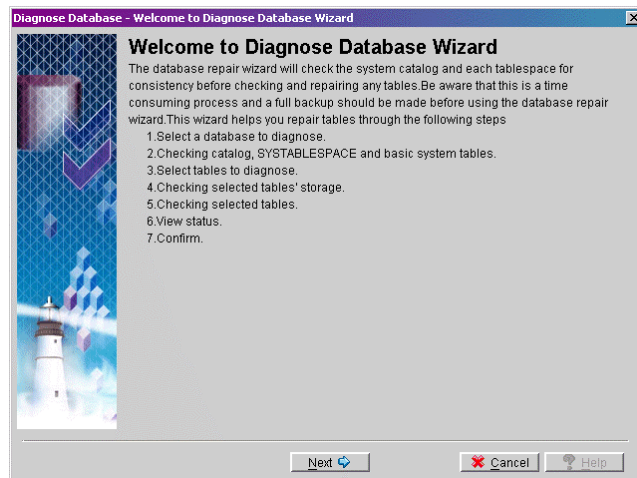 Diagnose Database - Welcome to Diagnose Database Wizard
Welcome to Diagnose Database Wizard
The database repair wizard will check the system catalog and each tablespace for
consistency before checking and repairing any tables.Be aware that this is a time
consuming process and a full backup should be made before using the database repair
wizard.This wizard helps you repair tables through the following steps
1.Select a database to diagnose.
2.Checking catalog, SYSTABLESPACE and basic system tables.
3.Select tables to diagnose.
4.Checking selected tables' storage.
5.Checking selected tables.
6.View status.
7.Confirm.
Next
Cancel
Help